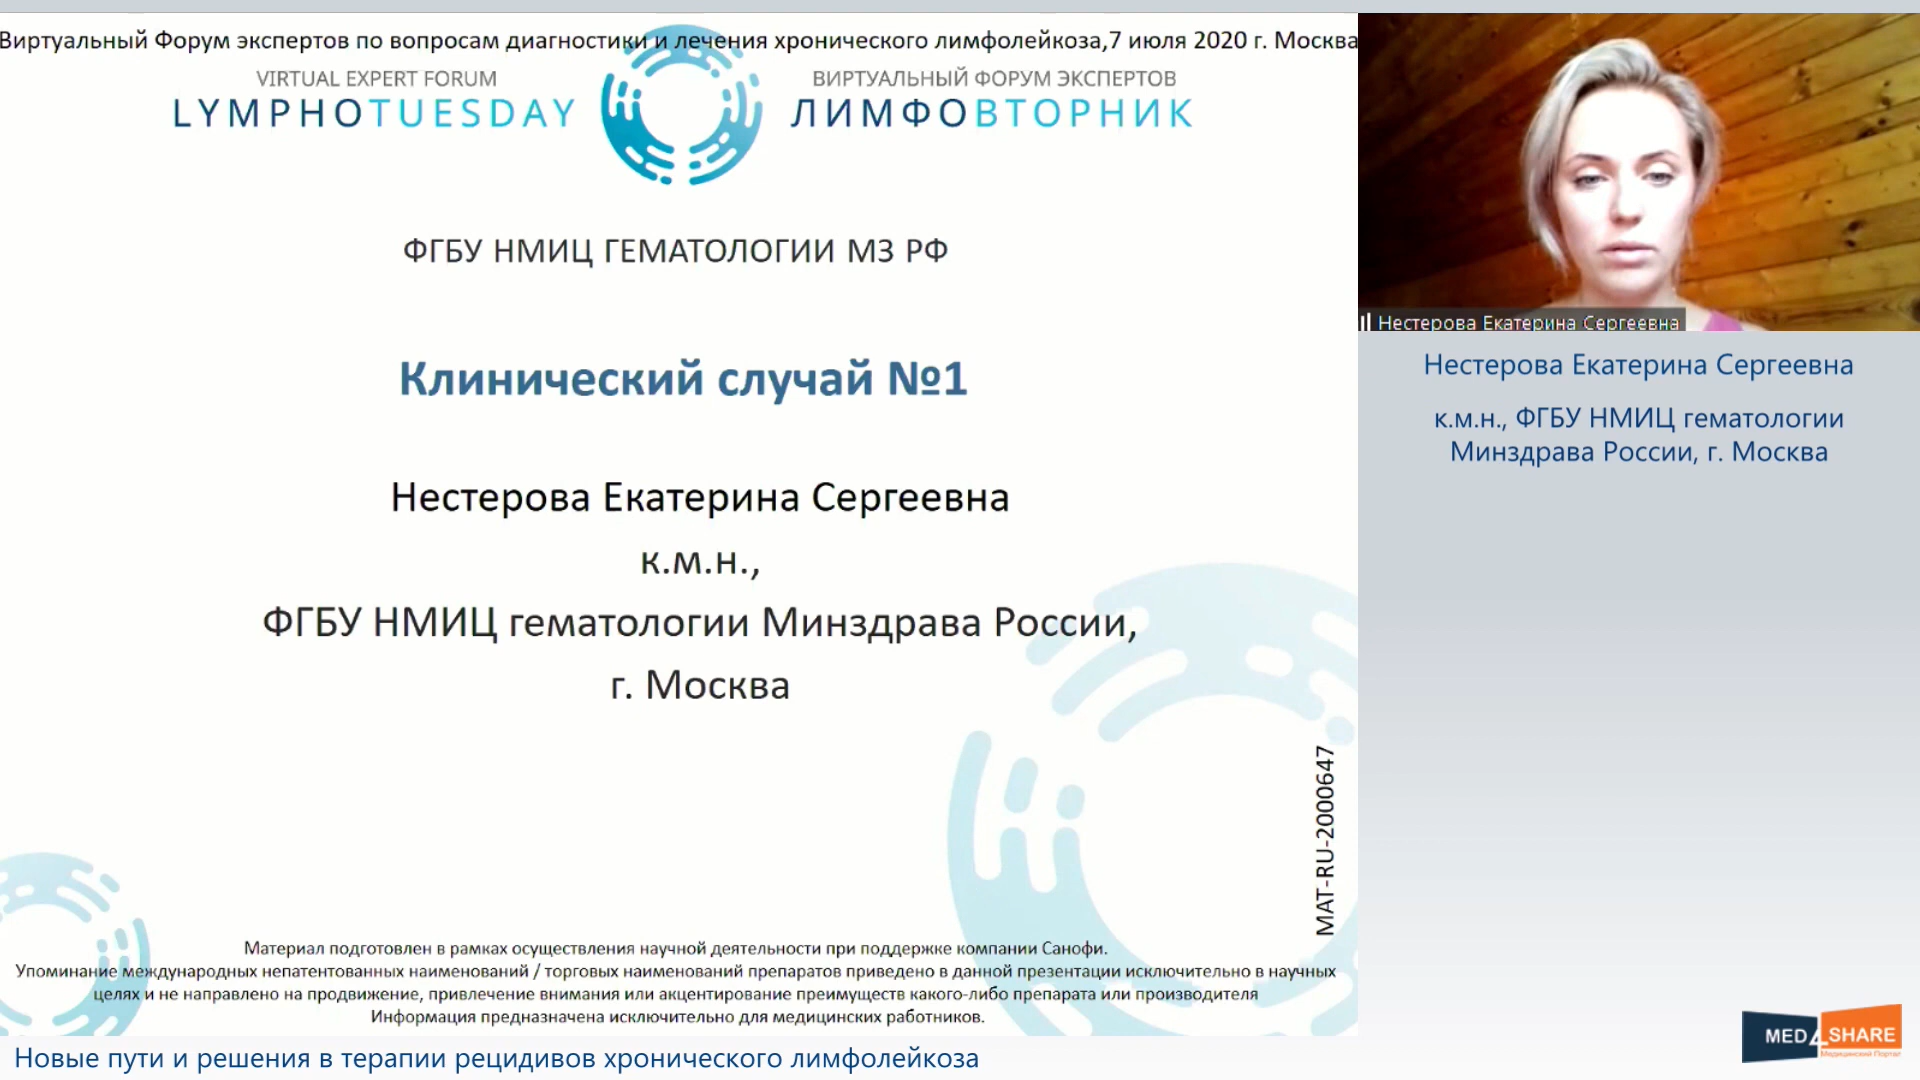 Виртуальный Форум экспертов по вопросам диагностики и лечения хронического лимфолейкоза,7 июля 2020 г. Москва
VIRTUAL EXPERT FORUM
LYMPHOTUESDAY
ВИРТУАЛЬНЫЙ ФОРУМ ЭКСПЕРТОВ
ЛИМФОВТОРНИК
ФГБУ НМИЦ ГЕМАТОЛОГИИ МЗ РФ
Клинический случай №1
Нестерова Екатерина Сергеевна
к.м.н.,
ФГБУ НМИЦ гематологии Минздрава России,
г. Москва
MAT-RU-2000647
Материал подготовлен в рамках осуществления научной деятельности при поддержке компании Санофи.
Упоминание международных непатентованных наименований / торговых наименований препаратов приведено в данной презентации исключительно в научных
целях и не направлено на продвижение, привлечение внимания или акцентирование преимуществ какого-либо препарата или производителя
Информация предназначена исключительно для медицинских работников.
Нестерова Екатерина Сергеевна
Нестерова Екатерина Сергеевна
к.м.н., ФГБУ НМИЦ гематологии
Минздрава России, г. Москва
MED4SHARE
Медицинский Портал
Новые пути и решения в терапии рецидивов хронического лимфолейкоза